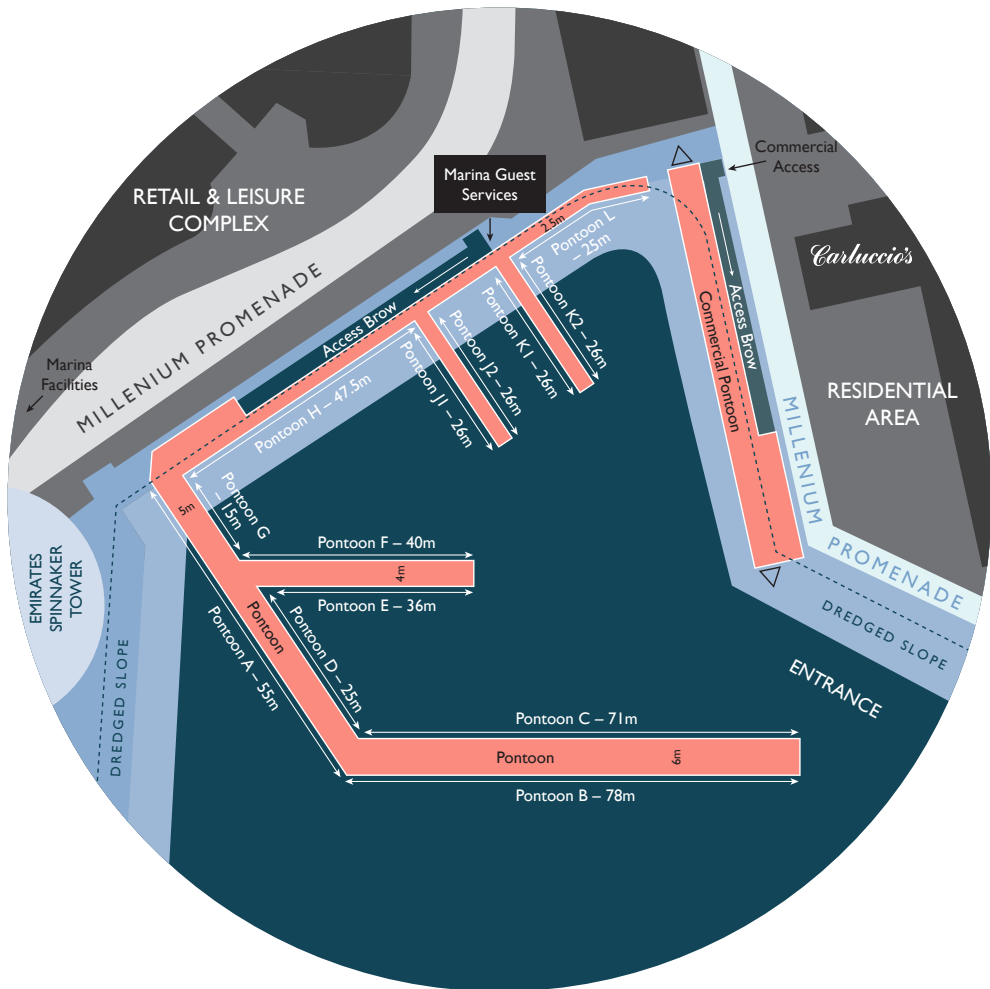 RETAIL & LEISURE
COMPLEX
Marina Guest
Services
Commercial
Access
Carluccio's
MILLENIUM PROMENADE
Marina
Facilities
Access Brow
2.5m
Pontoon L
– 25m
Pontoon K2 – 26m
Pontoon K1 – 26m
Pontoon J2 – 26m
Pontoon J1 – 26m
Pontoon H – 47.5m
Commercial Pontoon
Access Brow
RESIDENTIAL
AREA
MILLENIUM
PROMENADE
Pontoon G
– 15m
5m
Pontoon F – 40m
4m
Pontoon E – 36m
EMIRATES
SPINNAKER
TOWER
DREDGED SLOPE
Pontoon
Pontoon A – 55m
Pontoon D – 25m
DREDGED SLOPE
ENTRANCE
Pontoon C – 71m
Pontoon
6m
Pontoon B – 78m